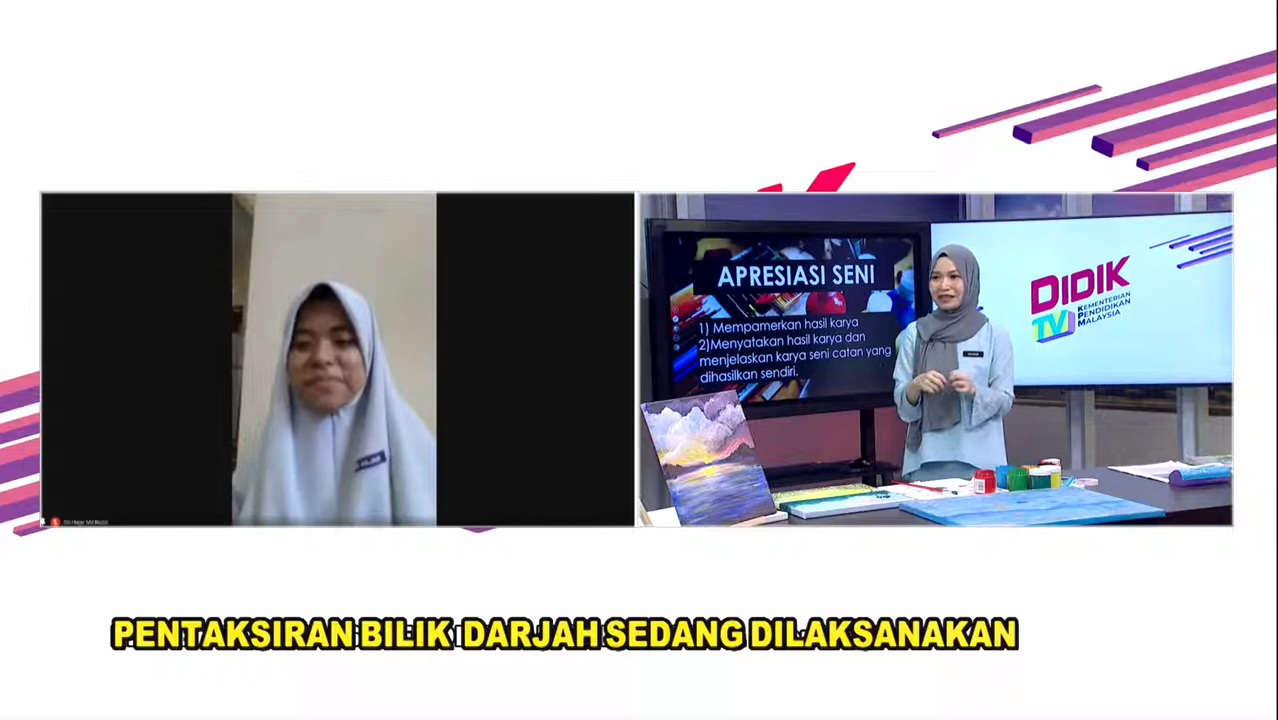 APRESIASI SENI
1) Mempamerkan hasil karya
2)Menyatakan hasil karya dan
menjelaskan karya seni catan yang
dihasilkan sendiri.
DIDIK
TV KEMENTERIAN
PENDIDIKAN
MALAYSIA
PENTAKSIRAN BILIK DARJAH SEDANG DILAKSANAKAN